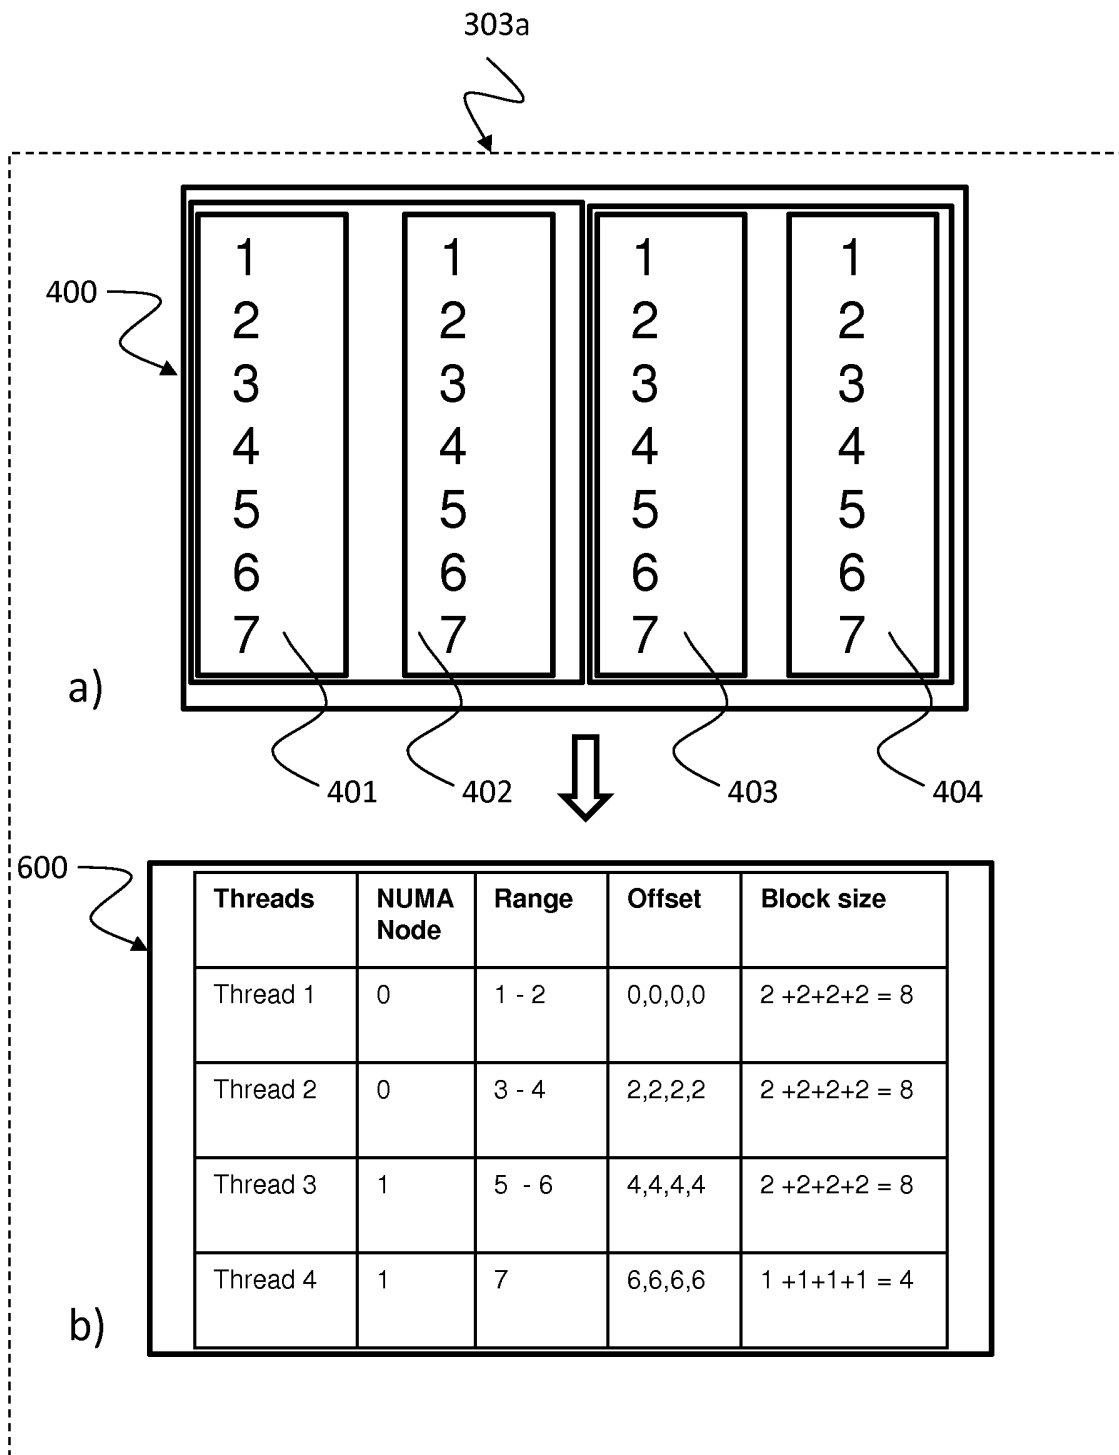 303a
400
1 1 1 1
2 2 2 2
3 3 3 3
4 4 4 4
5 5 5 5
6 6 6 6
7 7 7 7
a)
401 402 403 404
600
Threads NUMA Node Range Offset Block size
Thread 1 0 1 - 2 0,0,0,0 2 +2+2+2 = 8
Thread 2 0 3 - 4 2,2,2,2 2 +2+2+2 = 8
Thread 3 1 5 - 6 4,4,4,4 2 +2+2+2 = 8
Thread 4 1 7 6,6,6,6 1 +1+1+1 = 4
b)